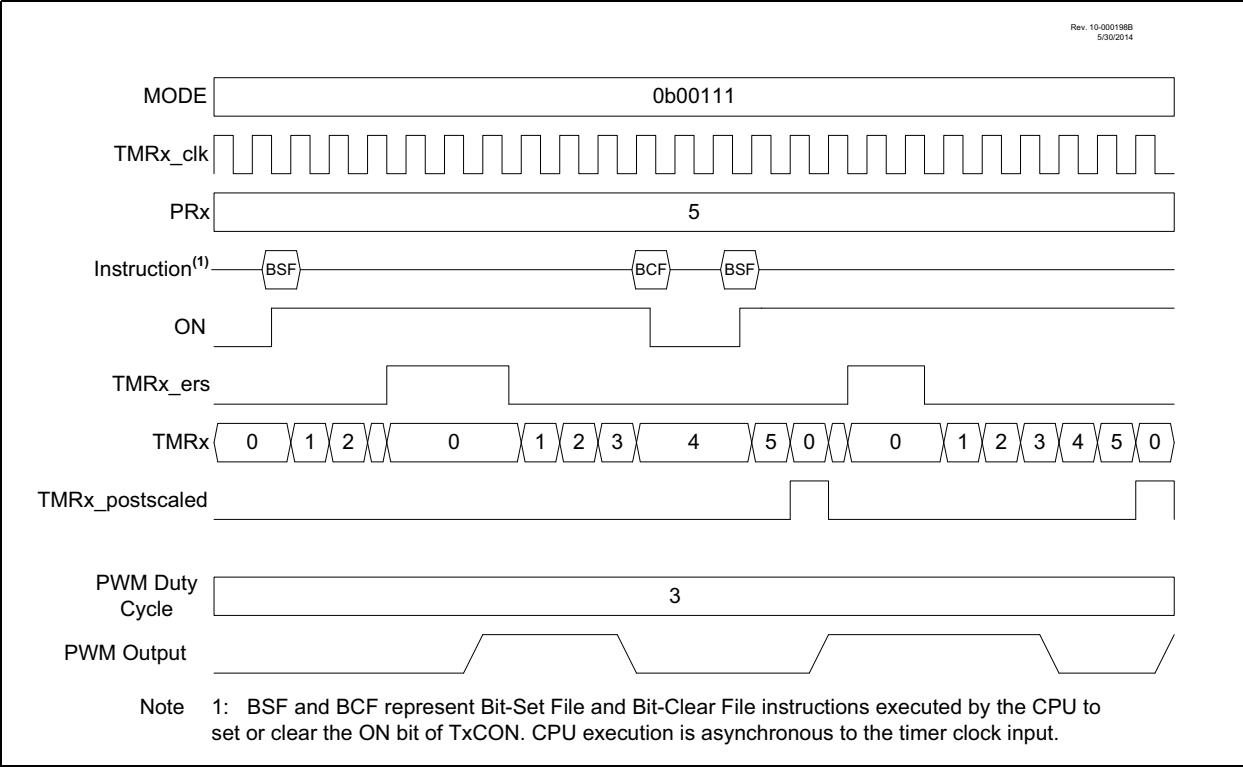 Rev. 10-000198B
5/30/2014
MODE 0b00111
TMRx_clk
PRx 5
Instruction(1) BSF BCF BSF
ON
TMRx_ers
TMRx 0 1 2 0 1 2 3 4 5 0 0 1 2 3 4 5 0
TMRx_postscaled
PWM Duty
Cycle 3
PWM Output
Note 1: BSF and BCF represent Bit-Set File and Bit-Clear File instructions executed by the CPU to
set or clear the ON bit of TxCON. CPU execution is asynchronous to the timer clock input.